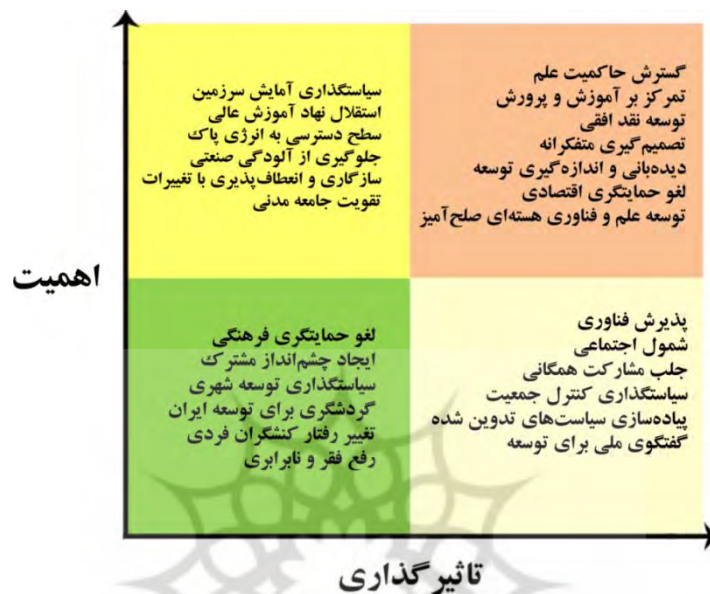 گسترش حاکمیت علم
تمرکز بر آموزش و پرورش
توسعه نقد افقی
تصمیم‌گیری متفکرانه
دیده‌بانی و اندازه‌گیری توسعه
لغو حمایتگری اقتصادی
توسعه علم و فناوری هسته‌ای صلح‌آمیز
سیاستگذاری آمایش سرزمین
استقلال نهاد آموزش عالی
سطح دسترسی به انرژی پاک
جلوگیری از آلودگی صنعتی
سازگاری و انعطاف‌پذیری با تغییرات
تقویت جامعه مدنی
اهمیت
پذیرش فناوری
شمول اجتماعی
جلب مشارکت همگانی
سیاستگذاری کنترل جمعیت
پیاده‌سازی سیاست‌های تدوین شده
گفتگوی ملی برای توسعه
لغو حمایتگری فرهنگی
ایجاد چشم‌انداز مشترک
سیاستگذاری توسعه شهری
گردشگری برای توسعه ایران
تغییر رفتار کنشگران فردی
رفع فقر و نابرابری
تاثیرگذاری